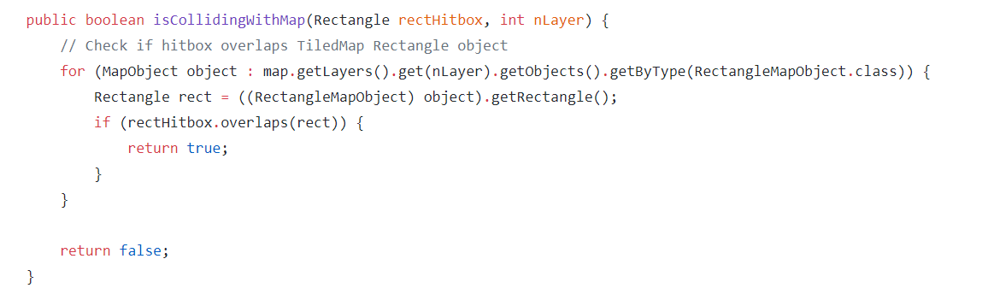 public boolean isCollidingWithMap(Rectangle rectHitbox, int nLayer) {
    // Check if hitbox overlaps TiledMap Rectangle object
    for (MapObject object : map.getLayers().get(nLayer).getObjects().getByType(RectangleMapObject.class)) {
        Rectangle rect = ((RectangleMapObject) object).getRectangle();
        if (rectHitbox.overlaps(rect)) {
            return true;
        }
    }

    return false;
}